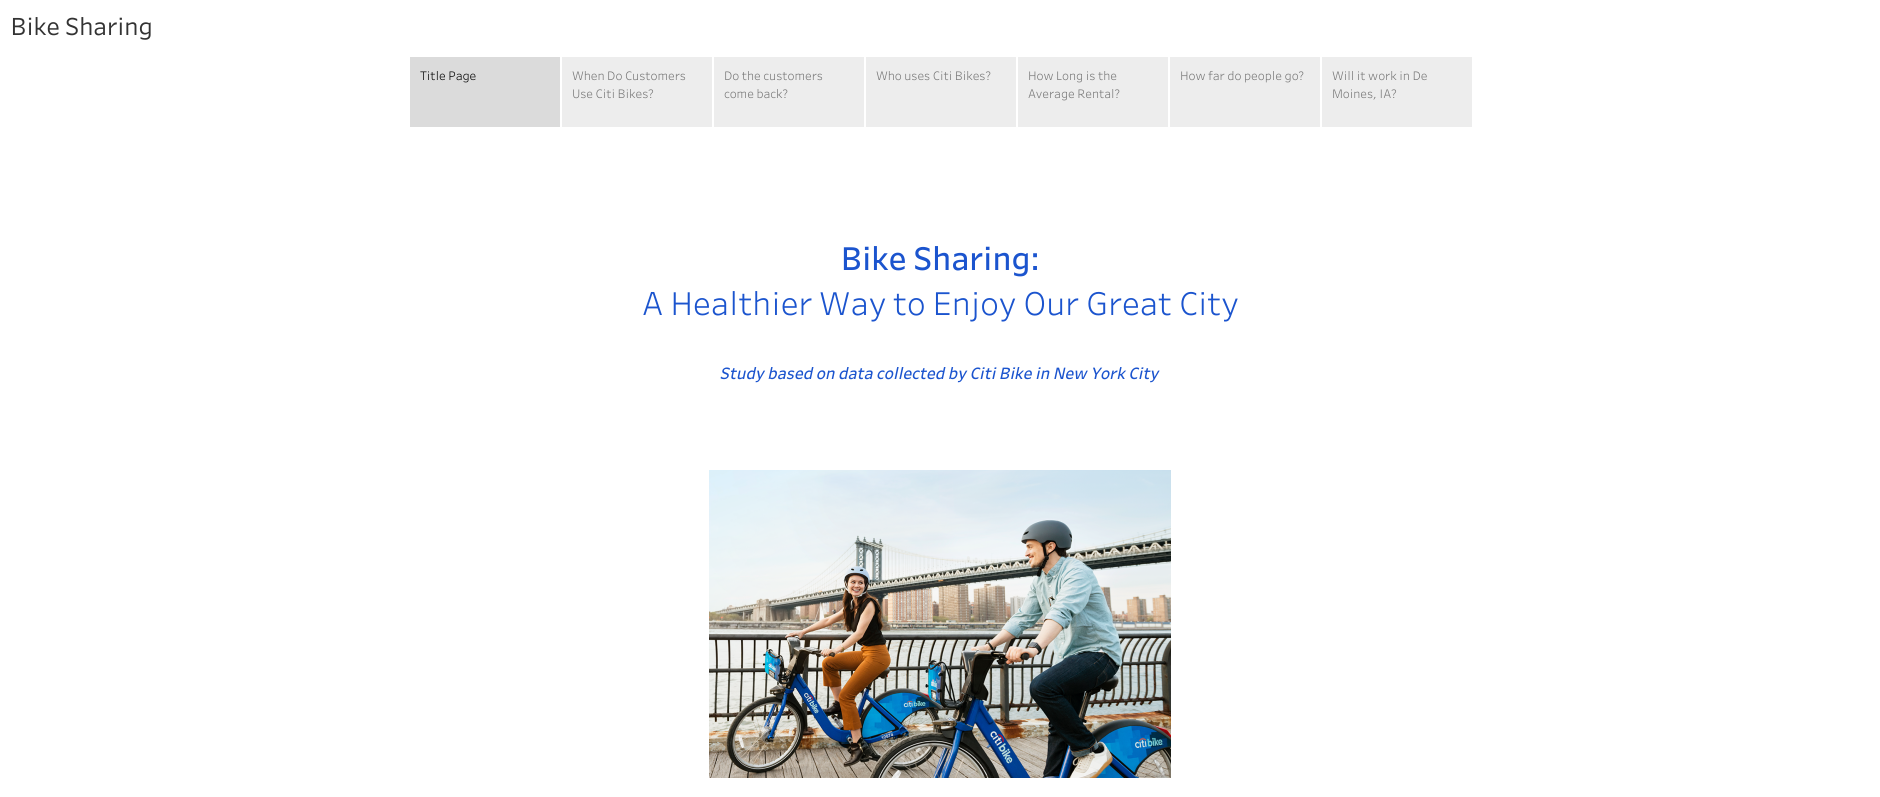 Bike Sharing
Title Page
When Do Customers
Use Citi Bikes?
Do the customers
come back?
Who uses Citi Bikes?
How Long is the
Average Rental?
How far do people go?
Will it work in De
Moines, IA?
Bike Sharing:
A Healthier Way to Enjoy Our Great City
Study based on data collected by Citi Bike in New York City
citibike
citibike
citibike
citibike